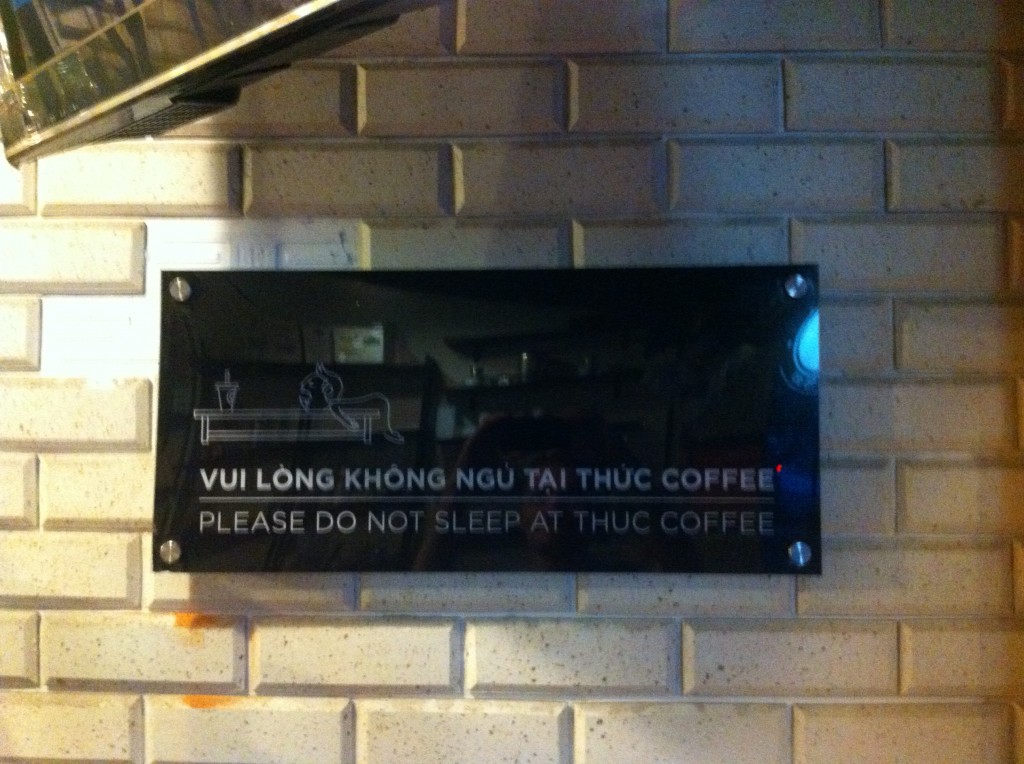 VUI LÒNG KHÔNG NGỦ TẠI THỨC COFFEE
PLEASE DO NOT SLEEP AT THUC COFFEE